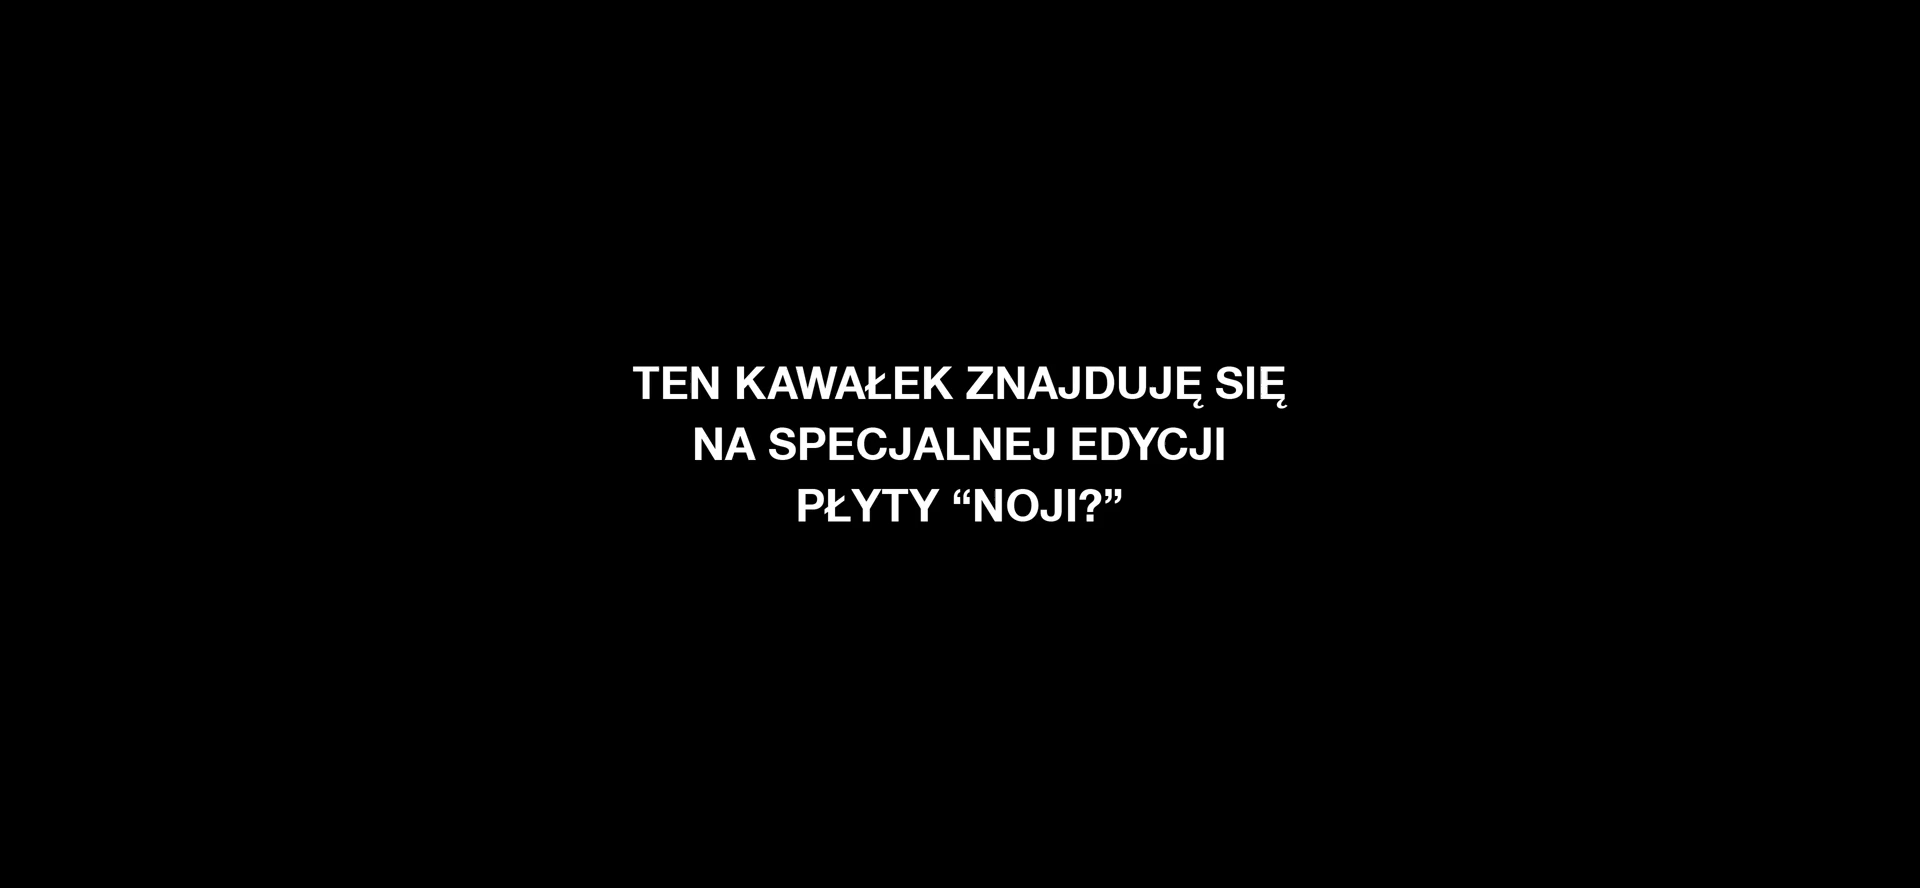 TEN KAWAŁEK ZNAJDUJĘ SIĘ
NA SPECJALNEJ EDYCJI
PŁYTY “NOJI?”